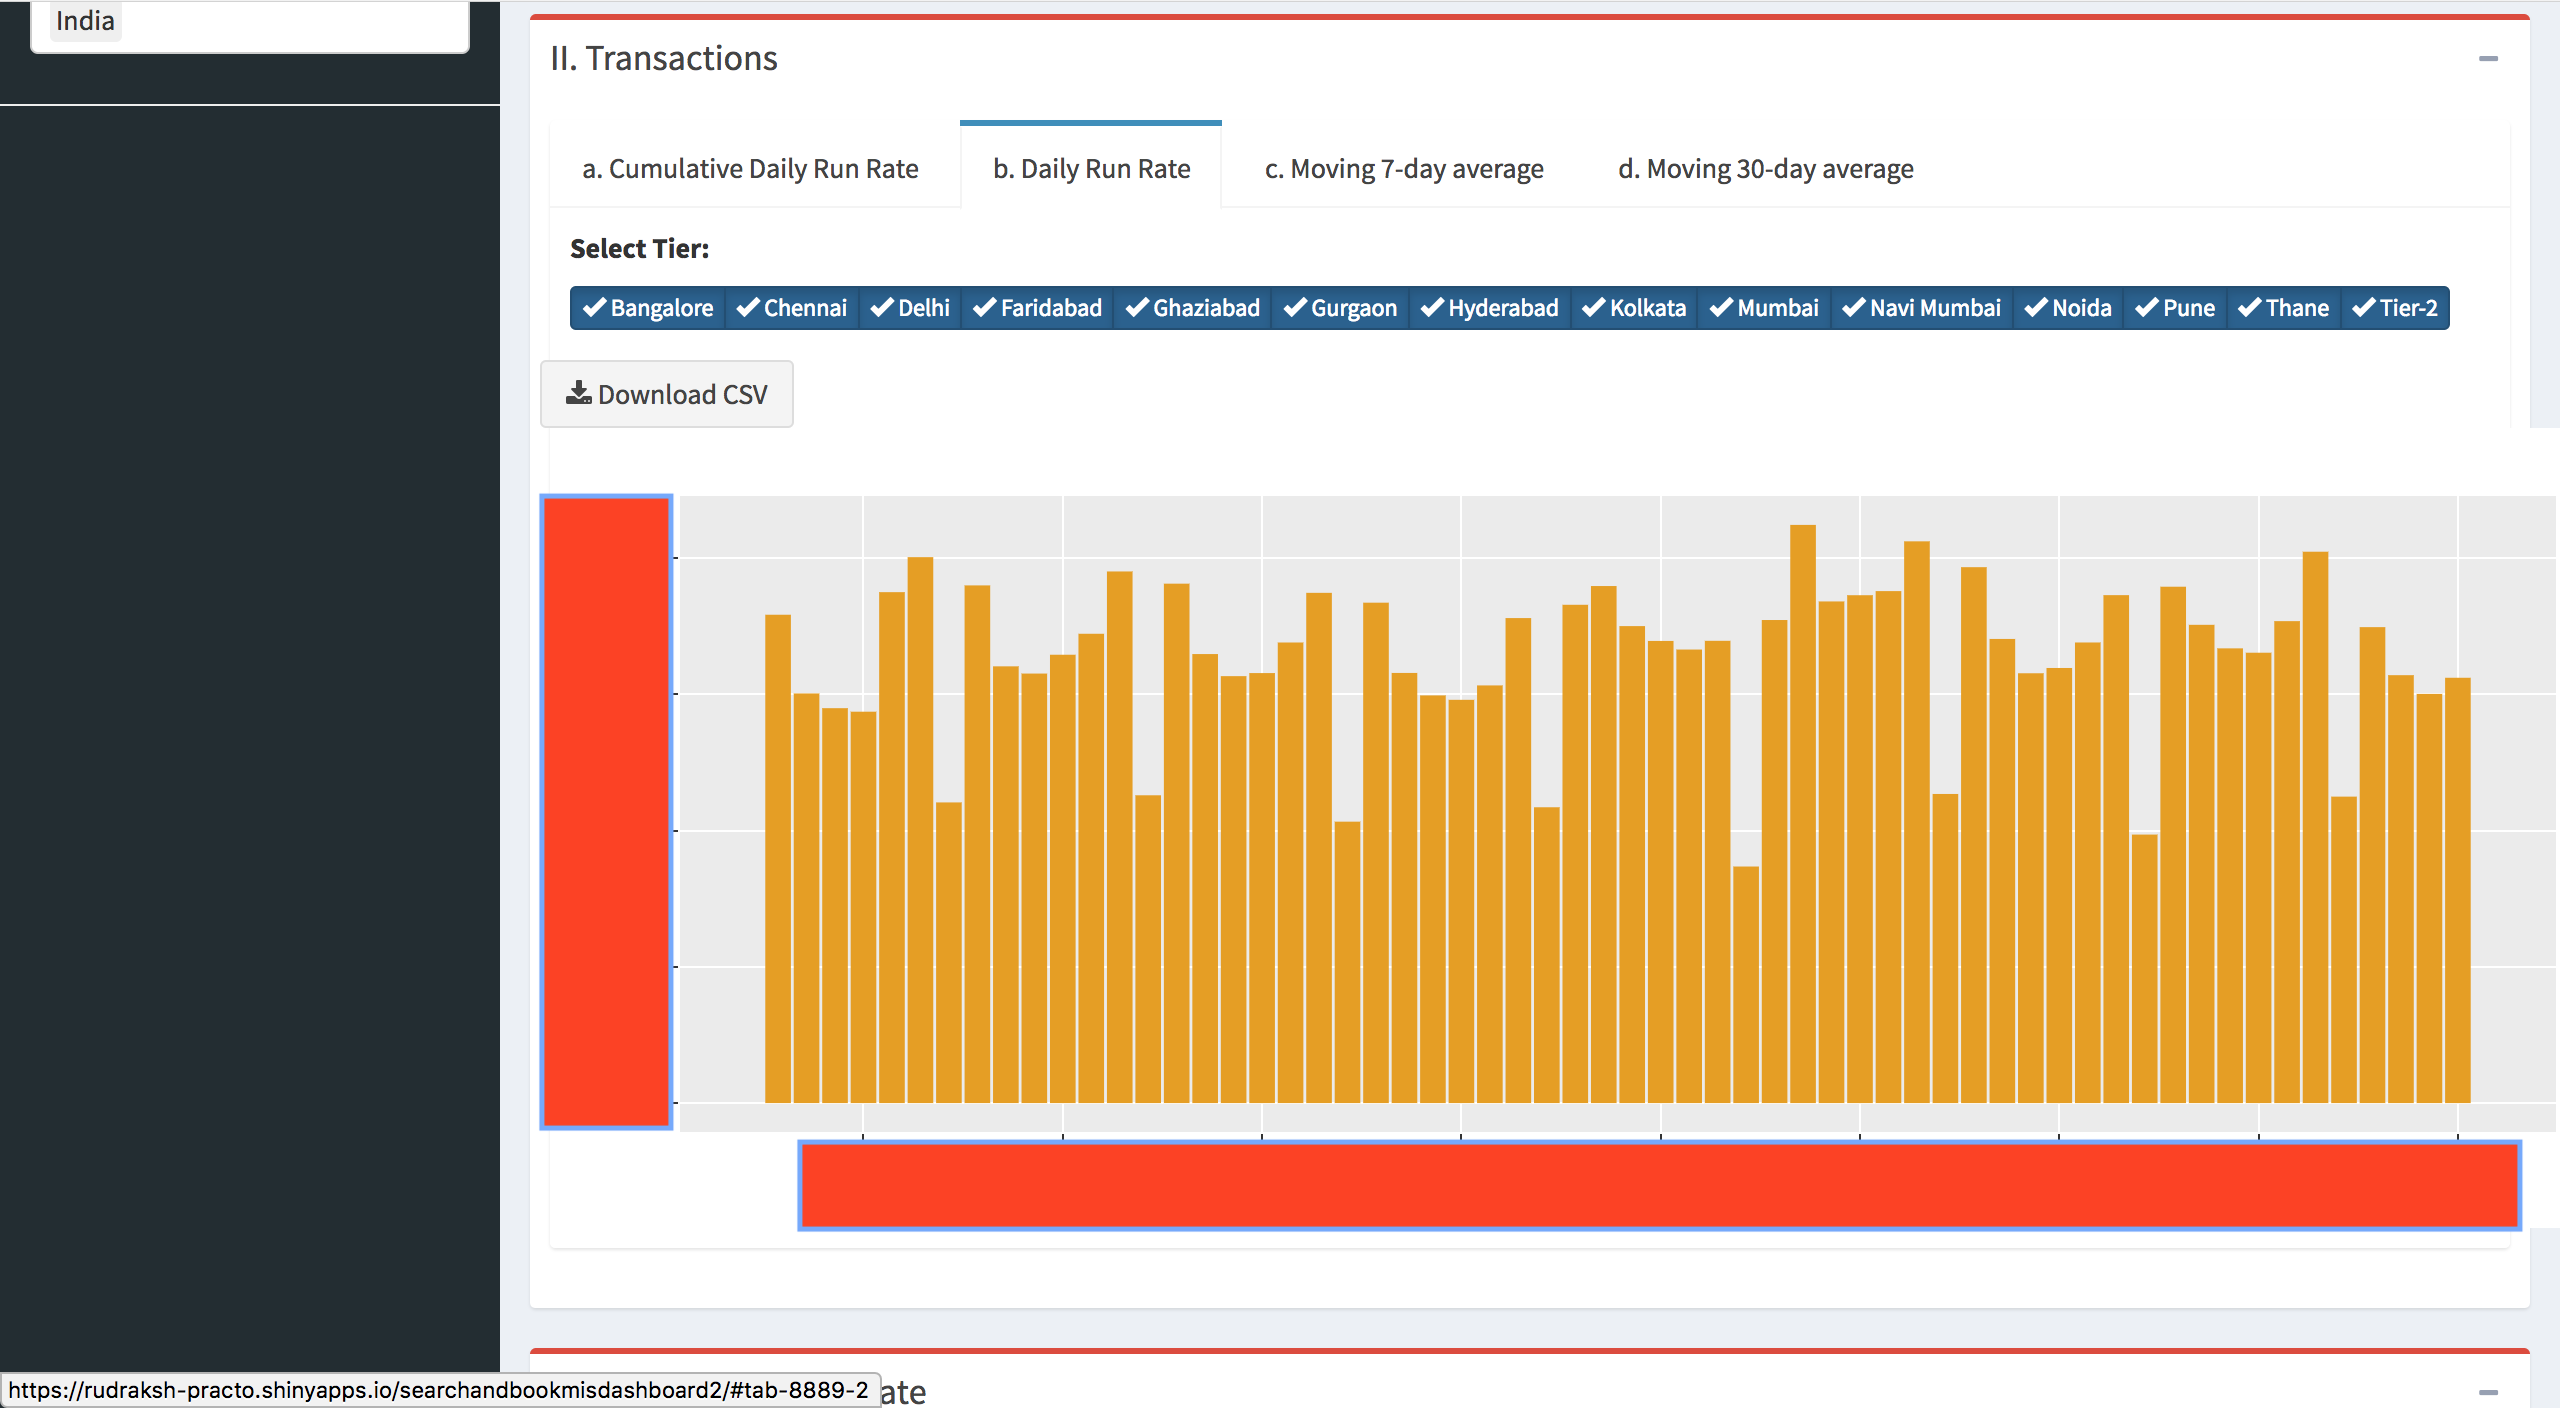 India
II. Transactions
a. Cumulative Daily Run Rate b. Daily Run Rate c. Moving 7-day average d. Moving 30-day average
Select Tier:
Bangalore Chennai Delhi Faridabad Ghaziabad Gurgaon Hyderabad Kolkata Mumbai Navi Mumbai Noida Pune Thane Tier-2
Download CSV
https://rudraksh-practo.shinyapps.io/searchandbookmisdashboard2/#tab-8889-2 ate